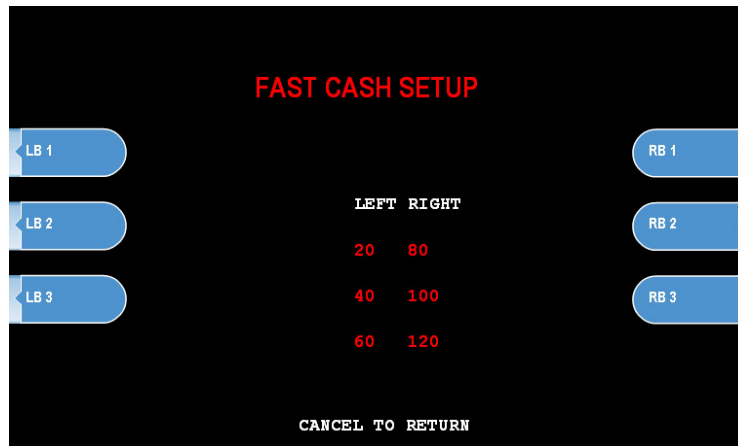 FAST CASH SETUP
LB 1
RB 1
LEFT RIGHT
LB 2
RB 2
20 80
LB 3
40 100
RB 3
60 120
CANCEL TO RETURN